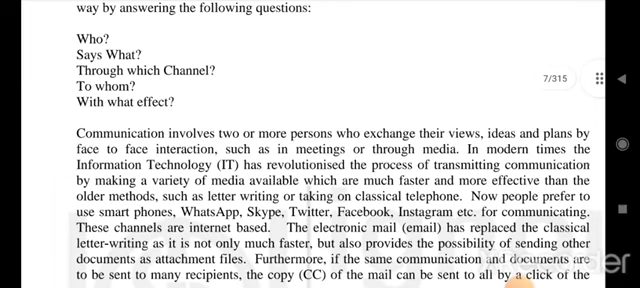 way by answering the following questions:
Who?
Says What?
Through which Channel?
To whom?
With what effect?
7/315
Communication involves two or more persons who exchange their views, ideas and plans by
face to face interaction, such as in meetings or through media. In modern times the
Information Technology (IT) has revolutionised the process of transmitting communication
by making a variety of media available which are much faster and more effective than the
older methods, such as letter writing or taking on classical telephone. Now people prefer to
use smart phones, WhatsApp, Skype, Twitter, Facebook, Instagram etc. for communicating.
These channels are internet based. The electronic mail (email) has replaced the classical
letter-writing as it is not only much faster, but also provides the possibility of sending other
documents as attachment files. Furthermore, if the same communication and documents are
to be sent to many recipients, the copy (CC) of the mail can be sent to all by a click of the